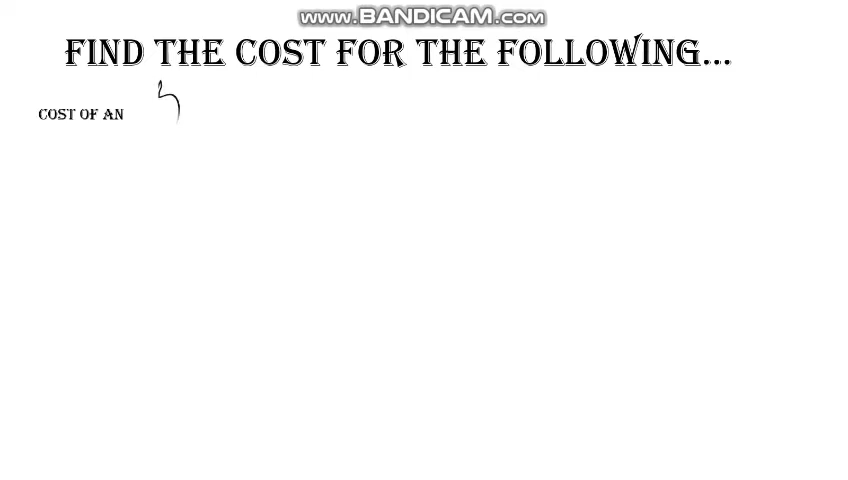 www.BANDICAM.com
FIND THE COST FOR THE FOLLOWING...
COST OF AN